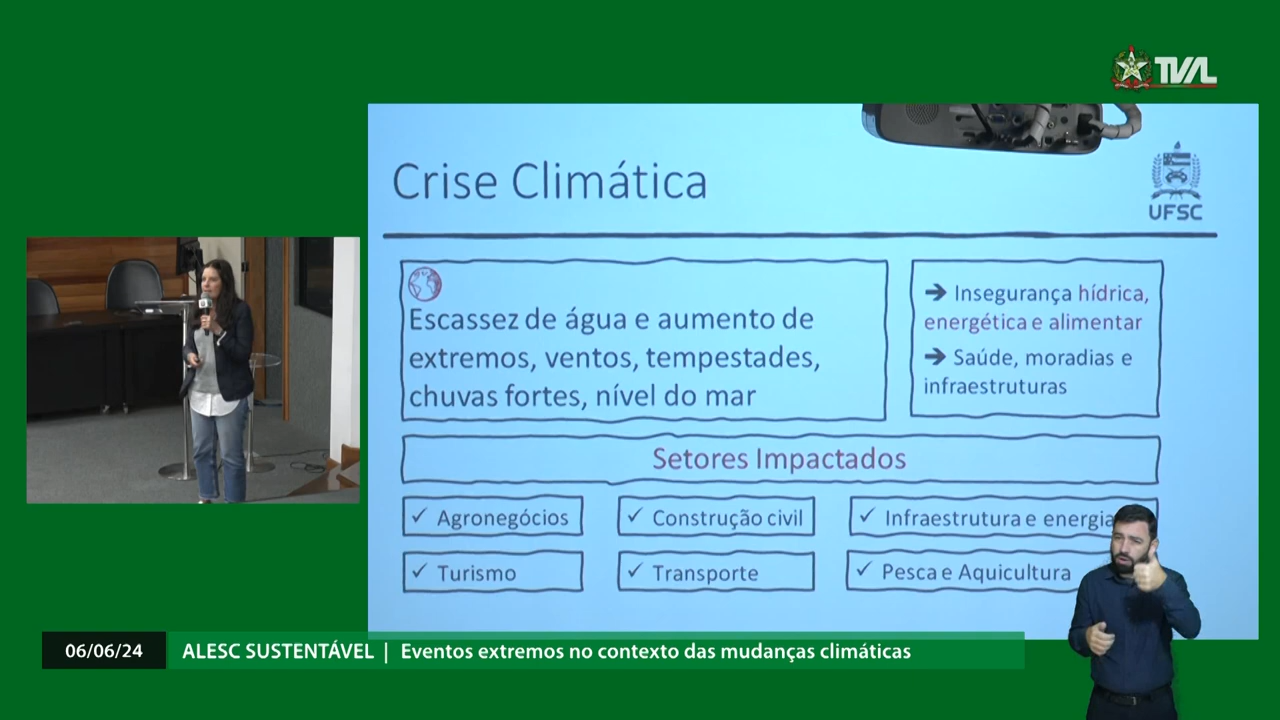 TVAL
Crise Climática
UFSC
Escassez de água e aumento de
extremos, ventos, tempestades,
chuvas fortes, nível do mar
➔ Insegurança hídrica,
energética e alimentar
➔ Saúde, moradias e
infraestruturas
Setores Impactados
✓ Agronegócios
✓ Construção civil
✓ Infraestrutura e energia
✓ Turismo
✓ Transporte
✓ Pesca e Aquicultura
06/06/24
ALESC SUSTENTÁVEL | Eventos extremos no contexto das mudanças climáticas